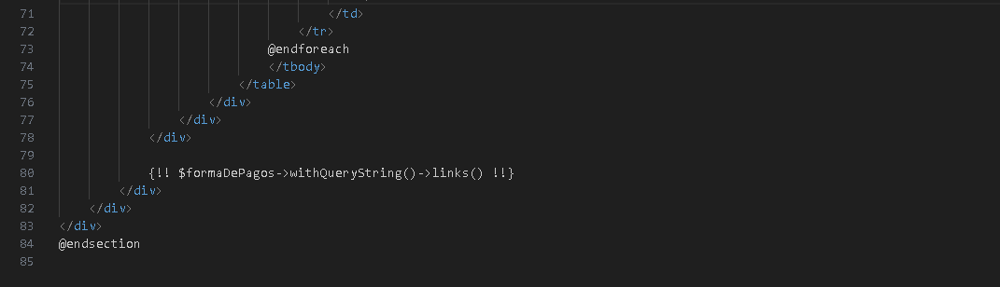 71 </td>
72 </tr>
73 @endforeach
74 </tbody>
75 </table>
76 </div>
77 </div>
78 </div>
79
80 {!! $formaDePagos->withQueryString()->links() !!}
81 </div>
82 </div>
83 </div>
84 @endsection
85